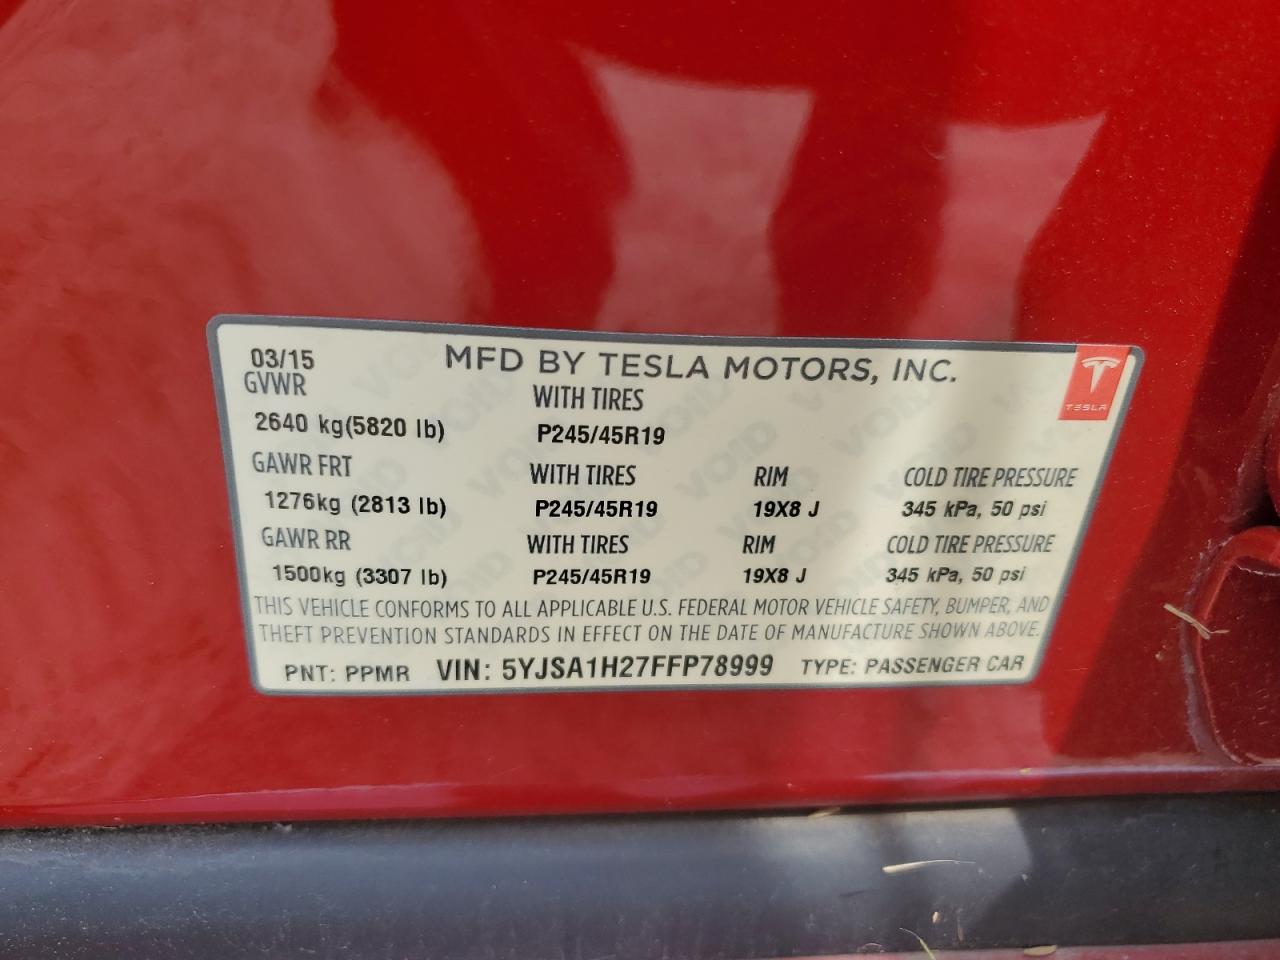 03/15 MFD BY TESLA MOTORS, INC.
GVWR WITH TIRES
2640 kg(5820 lb) P245/45R19
GAWR FRT WITH TIRES RIM COLD TIRE PRESSURE
1276kg (2813 lb) P245/45R19 19X8 J 345 kPa, 50 psi
GAWR RR WITH TIRES RIM COLD TIRE PRESSURE
1500kg (3307 lb) P245/45R19 19X8 J 345 kPa, 50 psi
THIS VEHICLE CONFORMS TO ALL APPLICABLE U.S. FEDERAL MOTOR VEHICLE SAFETY, BUMPER, AND
THEFT PREVENTION STANDARDS IN EFFECT ON THE DATE OF MANUFACTURE SHOWN ABOVE.
PNT: PPMR VIN: 5YJSA1H27FFP78999 TYPE: PASSENGER CAR
TESLA
VOID